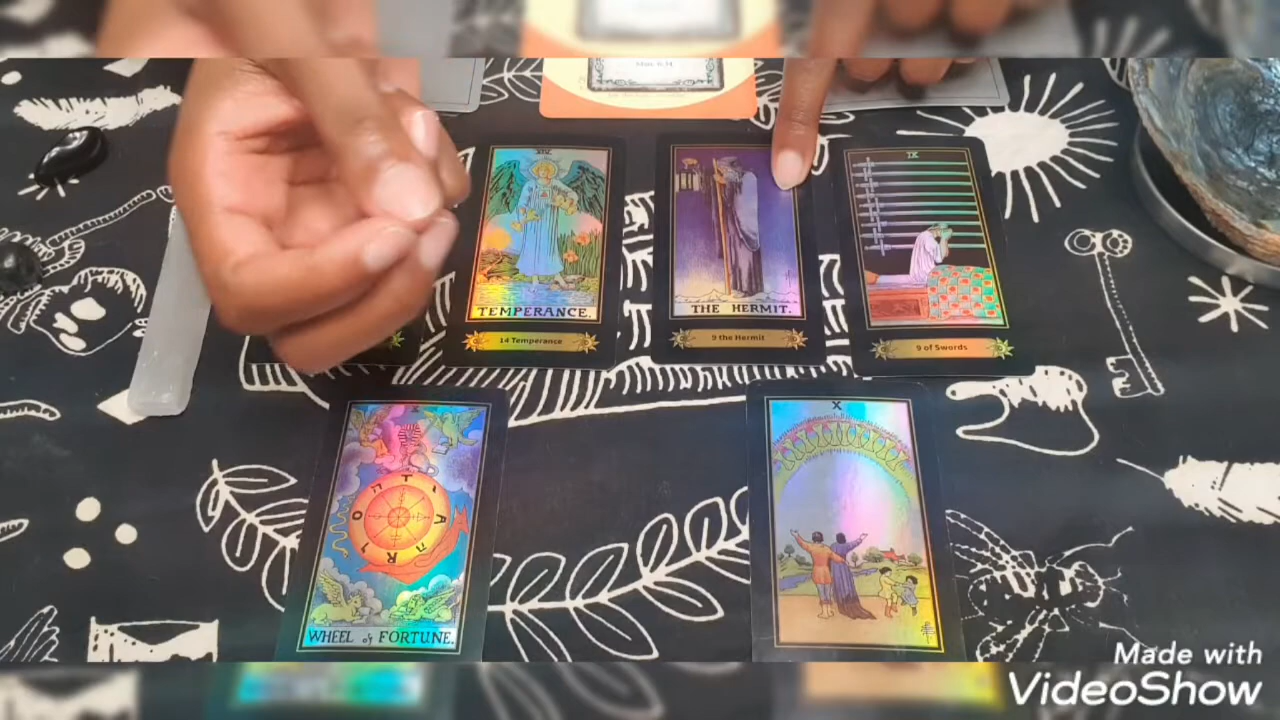 XIV
TEMPERANCE.
14 Temperance
THE HERMIT.
9 the Hermit
IX
9 of Swords
X
T
A
R
O
WHEEL of FORTUNE.
X
Made with
VideoShow